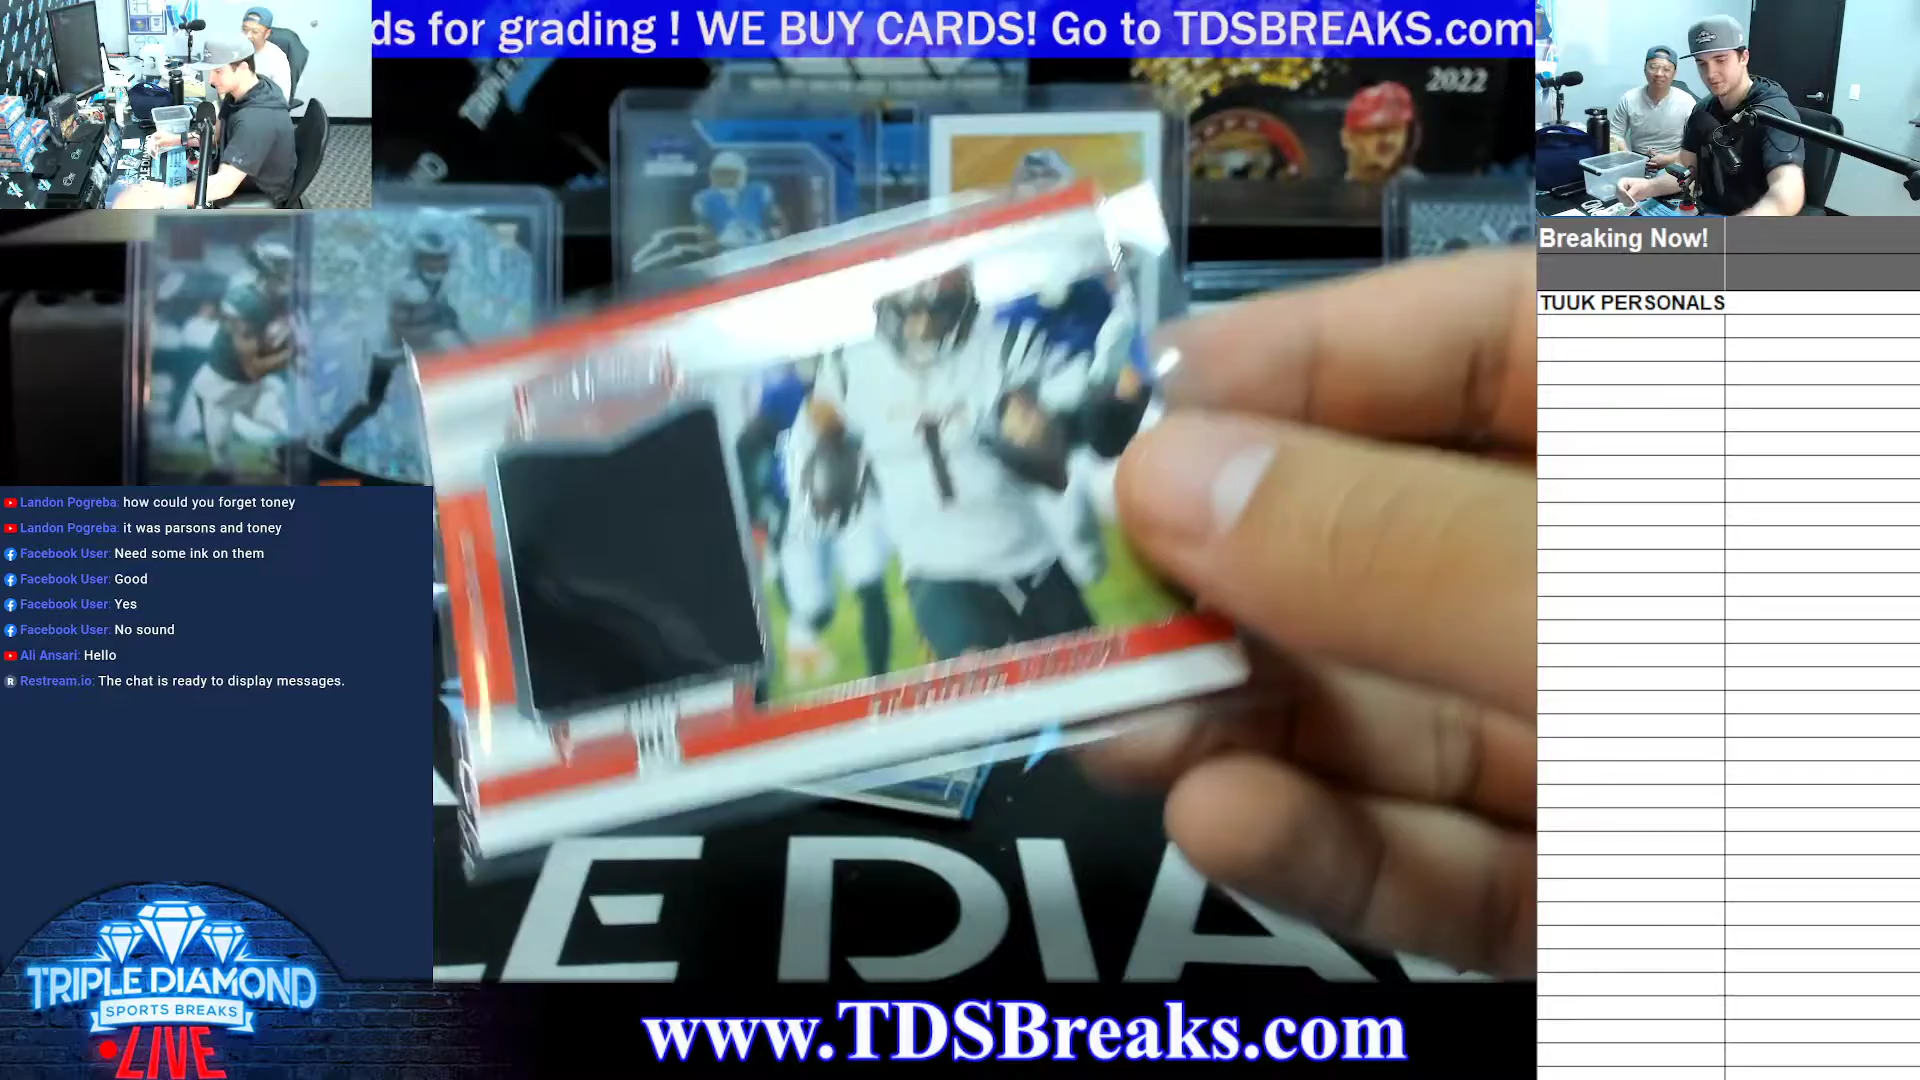 ds for grading ! WE BUY CARDS! Go to TDSBREAKS.com
2022
Breaking Now!
TUUK PERSONALS
Landon Pogreba: how could you forget toney
Landon Pogreba: it was parsons and toney
Facebook User: Need some ink on them
Facebook User: Good
Facebook User: Yes
Facebook User: No sound
Ali Ansari: Hello
Restream.io: The chat is ready to display messages.
LE DIA
TRIPLE DIAMOND
SPORTS BREAKS
LIVE
www.TDSBreaks.com